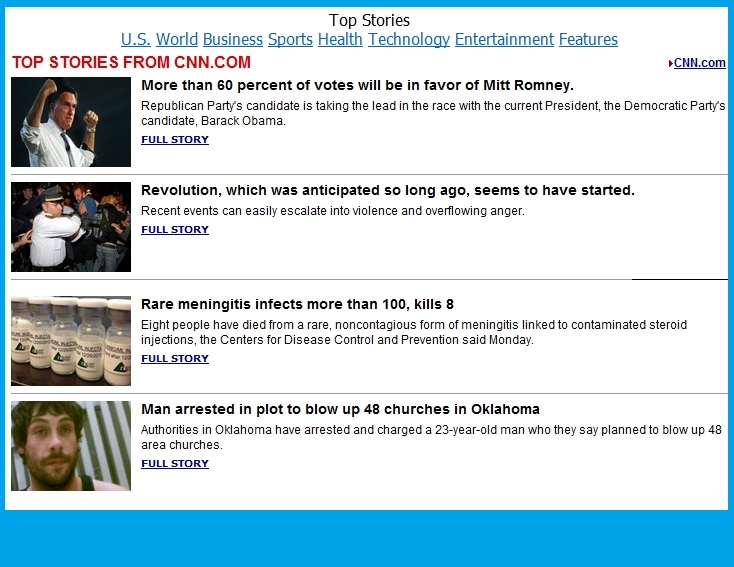 Top Stories
U.S. World Business Sports Health Technology Entertainment Features
TOP STORIES FROM CNN.COM
CNN.com
More than 60 percent of votes will be in favor of Mitt Romney.
Republican Party's candidate is taking the lead in the race with the current President, the Democratic Party's
candidate, Barack Obama.
FULL STORY
Revolution, which was anticipated so long ago, seems to have started.
Recent events can easily escalate into violence and overflowing anger.
FULL STORY
Rare meningitis infects more than 100, kills 8
Eight people have died from a rare, noncontagious form of meningitis linked to contaminated steroid
injections, the Centers for Disease Control and Prevention said Monday.
FULL STORY
Man arrested in plot to blow up 48 churches in Oklahoma
Authorities in Oklahoma have arrested and charged a 23-year-old man who they say planned to blow up 48
area churches.
FULL STORY